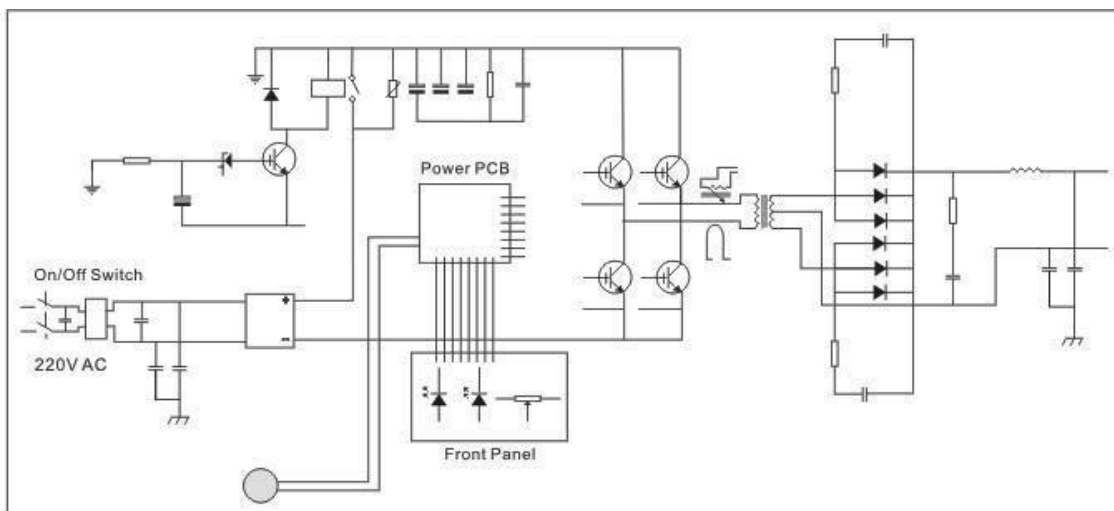 Power PCB
On/Off Switch
+
-
220V AC
Front Panel